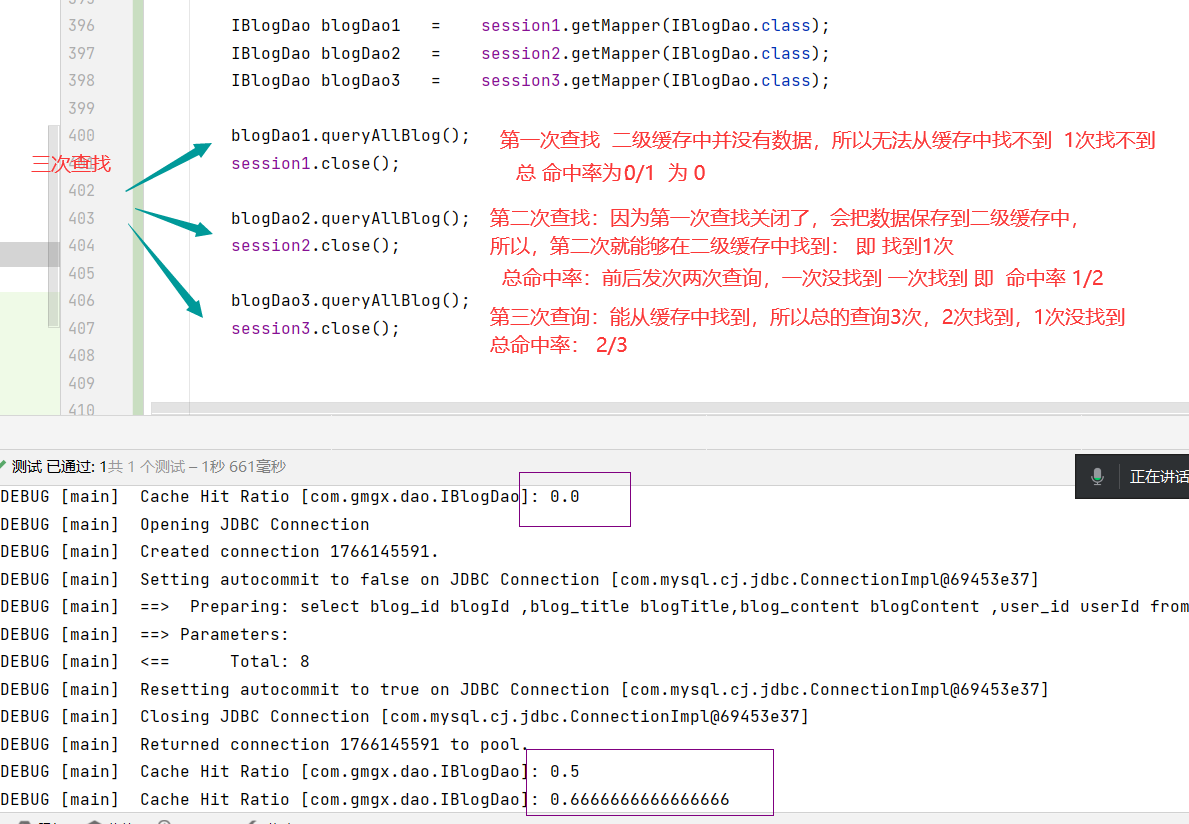 396 IBlogDao blogDao1 = session1.getMapper(IBlogDao.class);
397 IBlogDao blogDao2 = session2.getMapper(IBlogDao.class);
398 IBlogDao blogDao3 = session3.getMapper(IBlogDao.class);
399
400 blogDao1.queryAllBlog(); 第一次查找 二级缓存中并没有数据，所以无法从缓存中找不到 1次找不到
三次查找 session1.close();
总 命中率为0/1 为 0
402
403 blogDao2.queryAllBlog(); 第二次查找：因为第一次查找关闭了，会把数据保存到二级缓存中，
404 session2.close(); 所以，第二次就能够在二级缓存中找到： 即 找到1次
405 总命中率：前后发次两次查询，一次没找到 一次找到 即 命中率 1/2
406 blogDao3.queryAllBlog();
第三次查询：能从缓存中找到，所以总的查询3次，2次找到，1次没找到
407 session3.close();
总命中率： 2/3
408
409
410
测试 已通过: 1共 1 个测试 – 1秒 661毫秒
正在讲话
DEBUG [main] Cache Hit Ratio [com.gmgx.dao.IBlogDao]: 0.0
DEBUG [main] Opening JDBC Connection
DEBUG [main] Created connection 1766145591.
DEBUG [main] Setting autocommit to false on JDBC Connection [com.mysql.cj.jdbc.ConnectionImpl@69453e37]
DEBUG [main] ==> Preparing: select blog_id blogId ,blog_title blogTitle,blog_content blogContent ,user_id userId from
DEBUG [main] ==> Parameters:
DEBUG [main] <== Total: 8
DEBUG [main] Resetting autocommit to true on JDBC Connection [com.mysql.cj.jdbc.ConnectionImpl@69453e37]
DEBUG [main] Closing JDBC Connection [com.mysql.cj.jdbc.ConnectionImpl@69453e37]
DEBUG [main] Returned connection 1766145591 to pool.
DEBUG [main] Cache Hit Ratio [com.gmgx.dao.IBlogDao]: 0.5
DEBUG [main] Cache Hit Ratio [com.gmgx.dao.IBlogDao]: 0.6666666666666666